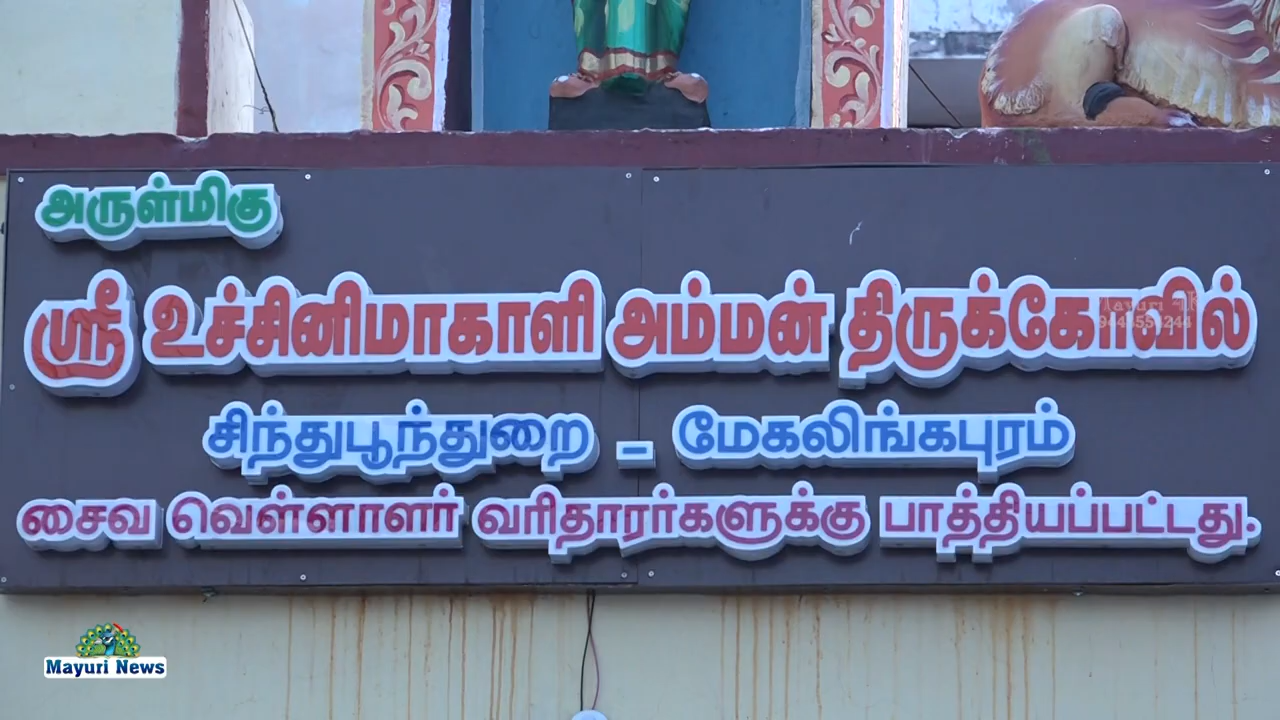 அருள்மிகு
ஸ்ரீ உச்சினிமாகாளி அம்மன் திருக்கோவில்
சிந்துபூந்துறை - மேகலிங்கபுரம்
சைவ வெள்ளாளர் வரிதாரர்களுக்கு பாத்தியப்பட்டது.
Mayuri News